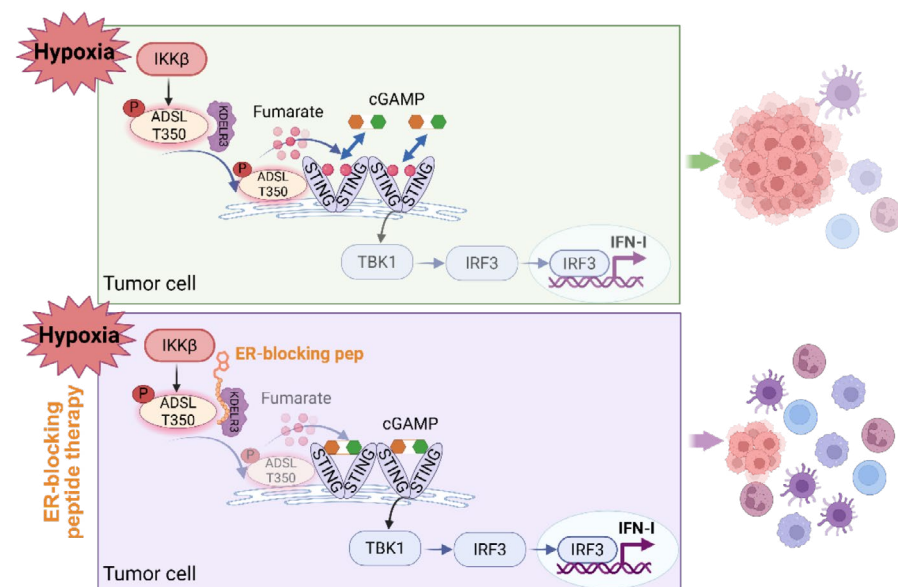 Hypoxia
IKKβ
P
ADSL
T350
KDELR3
Fumarate
cGAMP
P
ADSL
T350
STING
STING
STING
STING
TBK1
IRF3
IRF3
IFN-I
Tumor cell
Hypoxia
IKKβ
ER-blocking pep
P
ADSL
T350
KDELR3
Fumarate
cGAMP
P
ADSL
T350
STING
STING
STING
STING
TBK1
IRF3
IRF3
IFN-I
Tumor cell
ER-blocking
peptide therapy